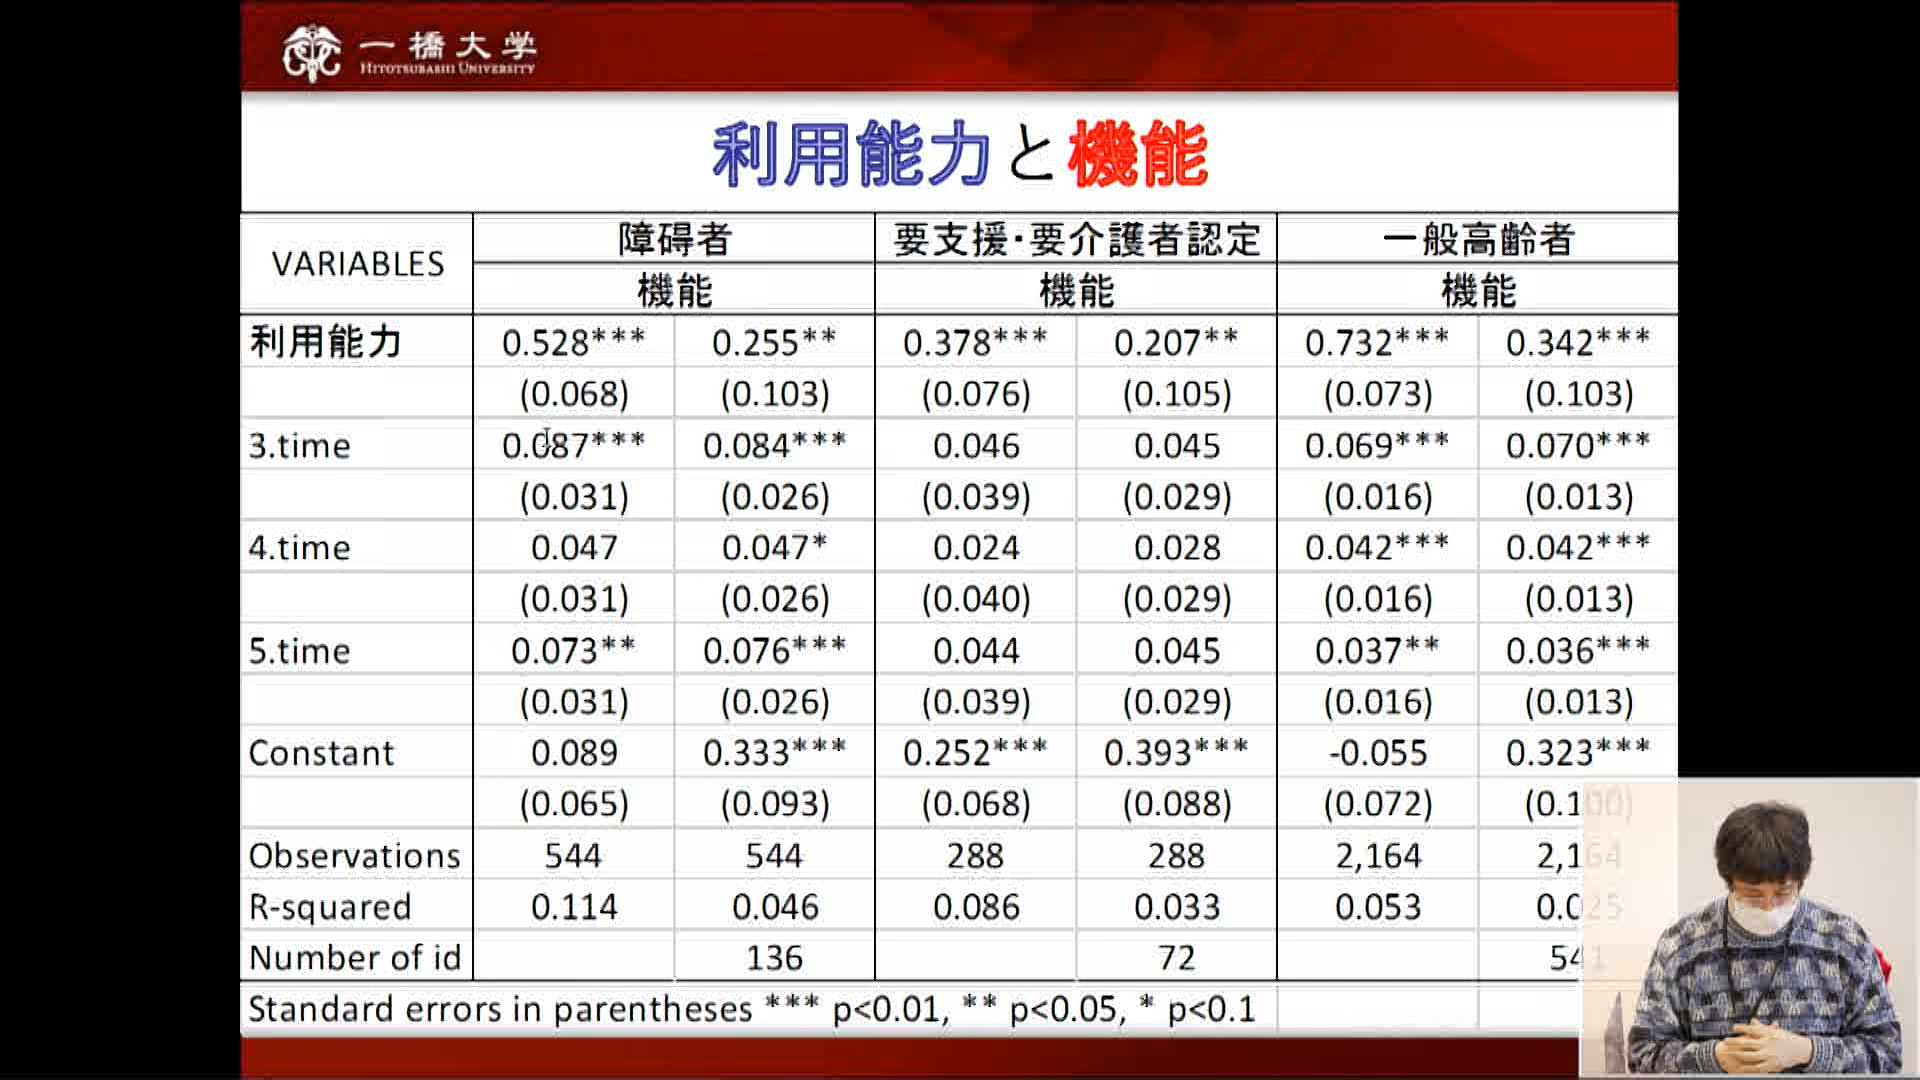 一橋大学
HITOTSUBASHI UNIVERSITY
利用能力と機能
VARIABLES 障碍者 要支援・要介護者認定 一般高齢者
機能 機能 機能
利用能力 0.528*** 0.255** 0.378*** 0.207** 0.732*** 0.342***
(0.068) (0.103) (0.076) (0.105) (0.073) (0.103)
3.time 0.087*** 0.084*** 0.046 0.045 0.069*** 0.070***
(0.031) (0.026) (0.039) (0.029) (0.016) (0.013)
4.time 0.047 0.047* 0.024 0.028 0.042*** 0.042***
(0.031) (0.026) (0.040) (0.029) (0.016) (0.013)
5.time 0.073** 0.076*** 0.044 0.045 0.037** 0.036***
(0.031) (0.026) (0.039) (0.029) (0.016) (0.013)
Constant 0.089 0.333*** 0.252*** 0.393*** -0.055 0.323***
(0.065) (0.093) (0.068) (0.088) (0.072) (0.100)
Observations 544 544 288 288 2,164 2,164
R-squared 0.114 0.046 0.086 0.033 0.053 0.025
Number of id 136 72 541
Standard errors in parentheses *** p<0.01, ** p<0.05, * p<0.1